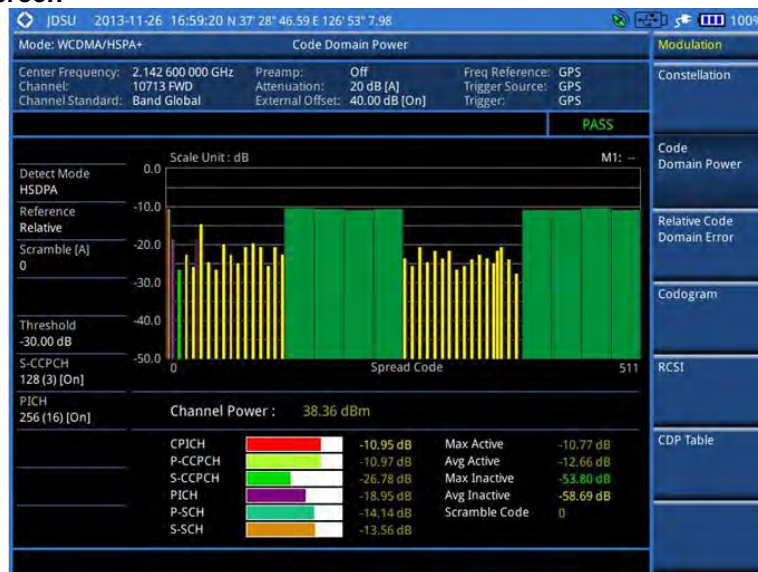 JDSU 2013-11-26 16:59:20 N 37' 28" 46.59 E 126' 53" 7.98 100%
Mode: WCDMA/HSPA+ Code Domain Power Modulation
Center Frequency: 2.142 600 000 GHz Preamp: Off Freq Reference: GPS
Channel: 10713 FWD Attenuation: 20 dB [A] Trigger Source: GPS
Channel Standard: Band Global External Offset: 40.00 dB [On] Trigger: GPS
PASS
Constellation
Code
Domain Power
Relative Code
Domain Error
Codogram
RCSI
CDP Table
Detect Mode
HSDPA
Reference
Relative
Scramble [A]
0
Threshold
-30.00 dB
S-CCPCH
128 (3) [On]
PICH
256 (16) [On]
Scale Unit : dB M1: --
0.0
-10.0
-20.0
-30.0
-40.0
-50.0
0 Spread Code 511
Channel Power : 38.36 dBm
CPICH -10.95 dB Max Active -10.77 dB
P-CCPCH -10.97 dB Avg Active -12.66 dB
S-CCPCH -26.78 dB Max Inactive -53.80 dB
PICH -18.95 dB Avg Inactive -58.69 dB
P-SCH -14.14 dB Scramble Code 0
S-SCH -13.56 dB